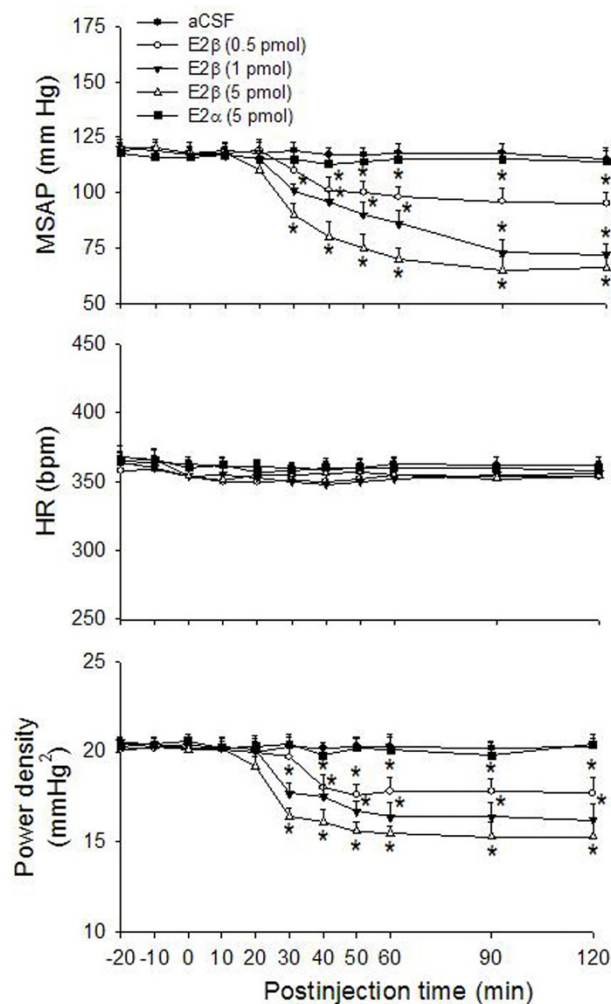 aCSF
E2β (0.5 pmol)
E2β (1 pmol)
E2β (5 pmol)
E2α (5 pmol)
175
150
125
100
75
50
MSAP (mm Hg)
* * * * * *
* * * * * *
* * * * * *
450
400
350
300
250
HR (bpm)
25
20
15
10
Power density
(mmHg²)
* * * * * *
* * * * *
* * * * * *
-20 -10 0 10 20 30 40 50 60 90 120
Postinjection time (min)